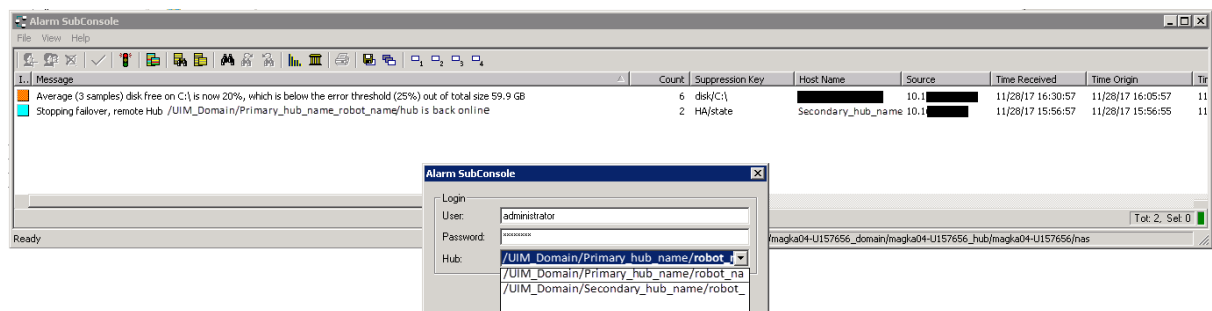 Alarm SubConsole
File View Help
I.. Message Count Suppression Key Host Name Source Time Received Time Origin Tir
Average (3 samples) disk free on C:\ is now 20%, which is below the error threshold (25%) out of total size 59.9 GB 6 disk/C:\ 10.1 11/28/17 16:30:57 11/28/17 16:05:57 11
Stopping failover, remote Hub /UIM_Domain/Primary_hub_name_robot_name/hub is back online 2 HA/state Secondary_hub_name 10.1 11/28/17 15:56:57 11/28/17 15:56:55 11
Alarm SubConsole
Login
User: administrator
Password: ********
Hub: /UIM_Domain/Primary_hub_name/robot_
/UIM_Domain/Primary_hub_name/robot_na
/UIM_Domain/Secondary_hub_name/robot_
Tot: 2, Sel: 0
Ready /magka04-U157656_domain/magka04-U157656_hub/magka04-U157656/nas